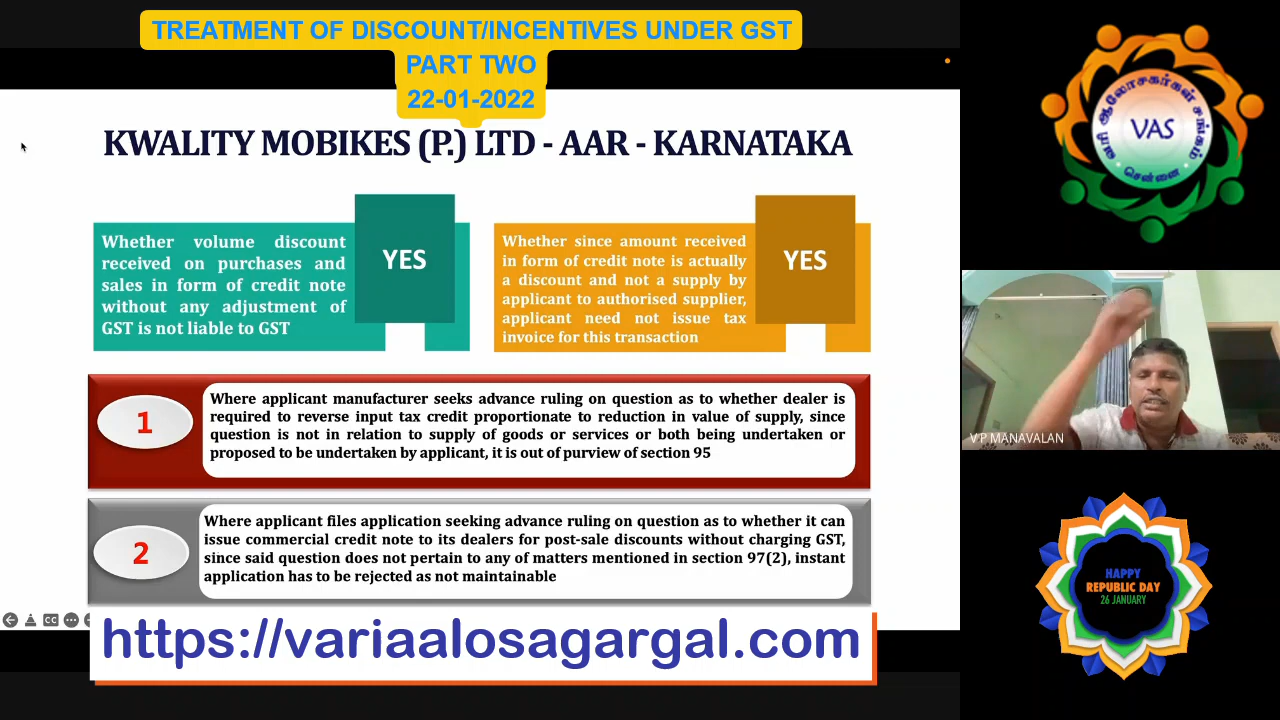 TREATMENT OF DISCOUNT/INCENTIVES UNDER GST
PART TWO
22-01-2022
KWALITY MOBIKES (P.) LTD - AAR - KARNATAKA
Whether volume discount
received on purchases and
sales in form of credit note
without any adjustment of
GST is not liable to GST
YES
Whether since amount received
in form of credit note is actually
a discount and not a supply by
applicant to authorised supplier,
applicant need not issue tax
invoice for this transaction
YES
1
Where applicant manufacturer seeks advance ruling on question as to whether dealer is
required to reverse input tax credit proportionate to reduction in value of supply, since
question is not in relation to supply of goods or services or both being undertaken or
proposed to be undertaken by applicant, it is out of purview of section 95
2
Where applicant files application seeking advance ruling on question as to whether it can
issue commercial credit note to its dealers for post-sale discounts without charging GST,
since said question does not pertain to any of matters mentioned in section 97(2), instant
application has to be rejected as not maintainable
CC
https://variaalosagargal.com
வரி ஆலோசகர்கள் சங்கம்
VAS
சென்னை
V P MANAVALAN
HAPPY
REPUBLIC DAY
26 JANUARY